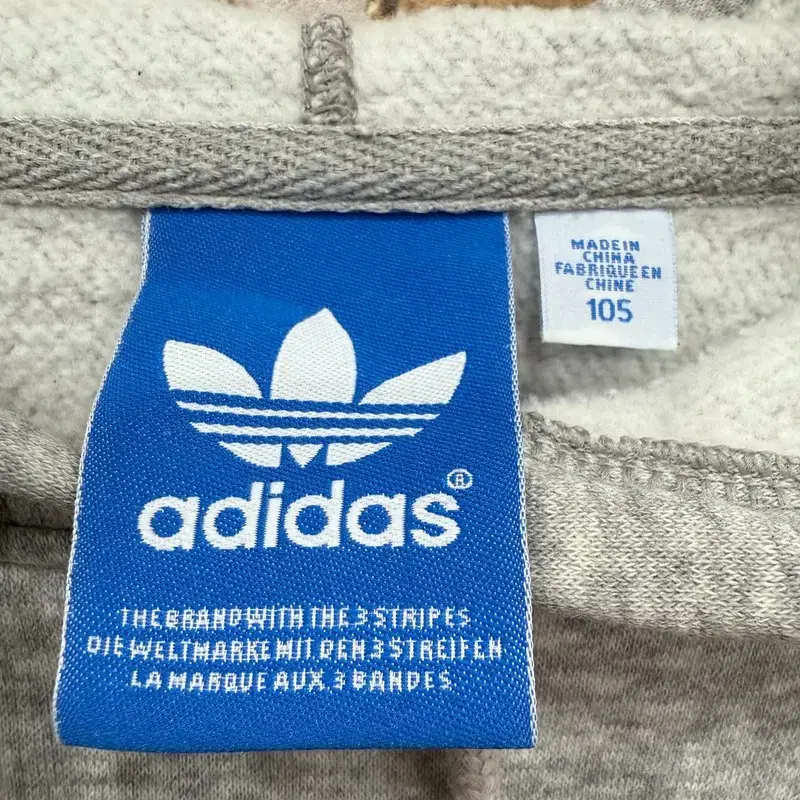 adidas®
THE BRAND WITH THE 3 STRIPES
DIE WELTMARKE MIT DEN 3 STREIFEN
LA MARQUE AUX 3 BANDES
MADE IN
CHINA
FABRIQUE EN
CHINE
105